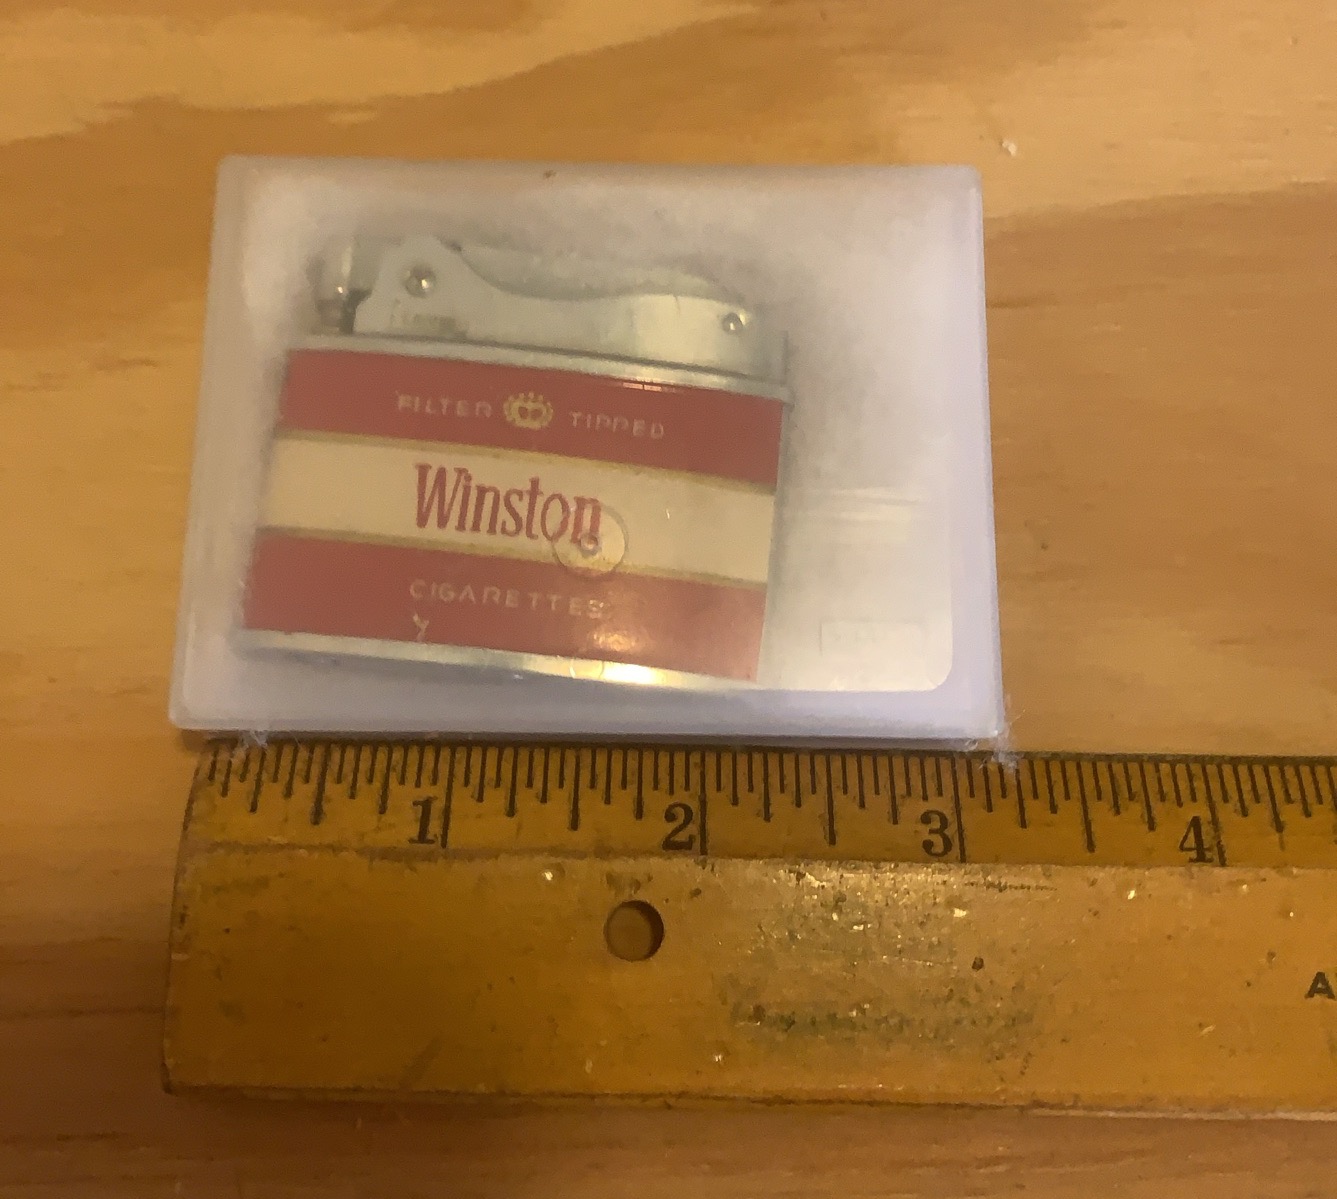 FILTER TIPPED
Winston
CIGARETTES
1 2 3 4
A